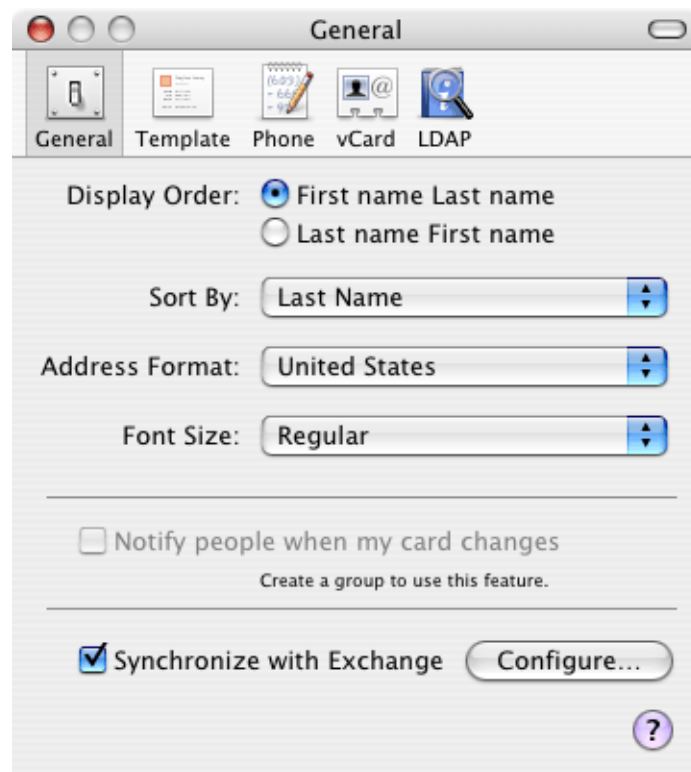 General
General Template Phone vCard LDAP
Display Order: First name Last name
Last name First name
Sort By: Last Name
Address Format: United States
Font Size: Regular
Notify people when my card changes
Create a group to use this feature.
Synchronize with Exchange Configure...
?